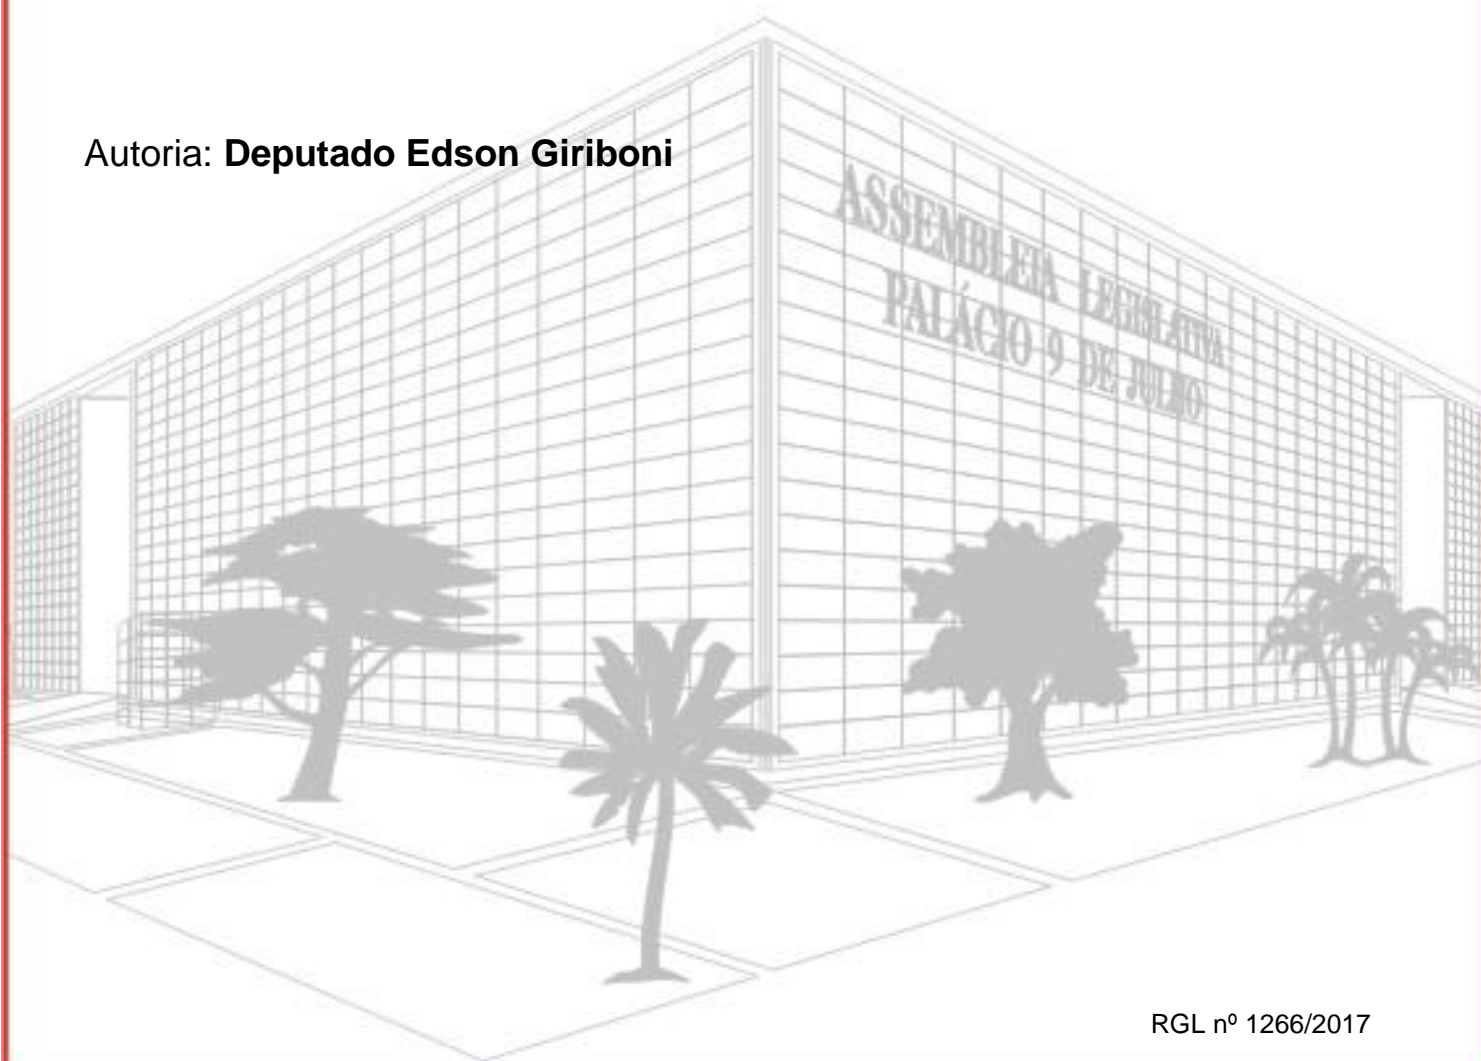 Autoria: Deputado Edson Giriboni
ASSEMBLEIA LEGISLATIVA
PALÁCIO 9 DE JULHO
RGL nº 1266/2017